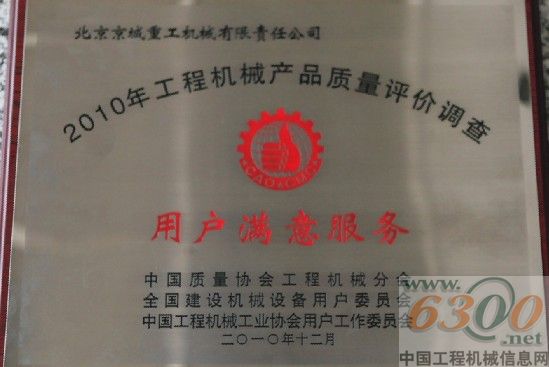 北京京城重工机械有限责任公司
2010年工程机械产品质量评价调查
CAQ★CMC
用户满意服务
中国质量协会工程机械分会
全国建设机械设备用户委员会
中国工程机械工业协会用户工作委员会
二〇一〇年十二月
www.
6300
.net
中国工程机械信息网